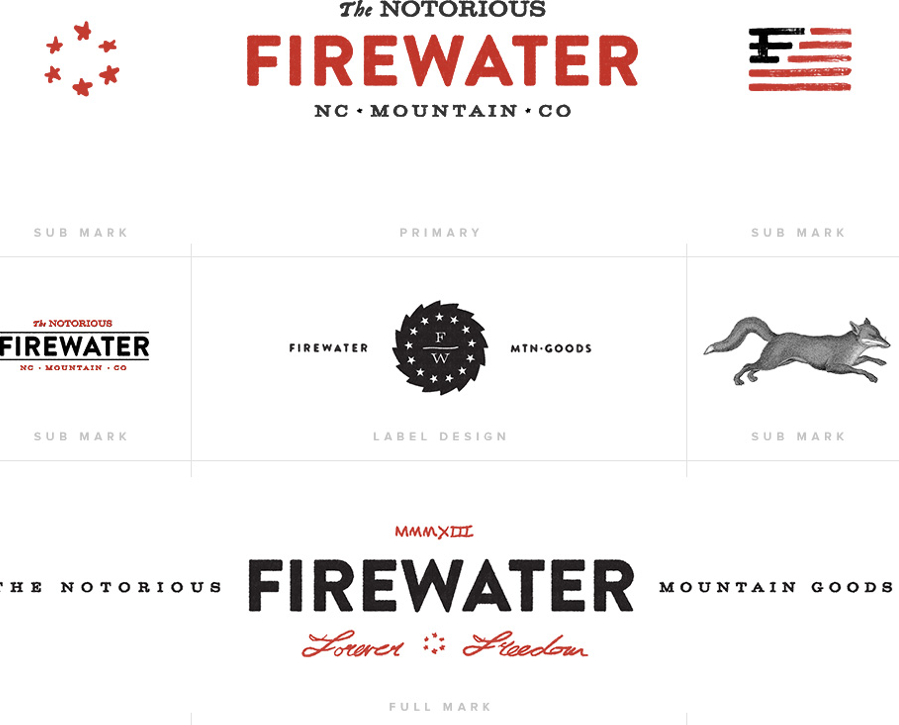 The NOTORIOUS
FIREWATER
NC · MOUNTAIN · CO
F
SUB MARK
PRIMARY
SUB MARK
The NOTORIOUS
FIREWATER
NC · MOUNTAIN · CO
FIREWATER
F
W
MTN·GOODS
SUB MARK
LABEL DESIGN
SUB MARK
MMMXIII
THE NOTORIOUS
FIREWATER
MOUNTAIN GOODS
Forever Freedom
FULL MARK